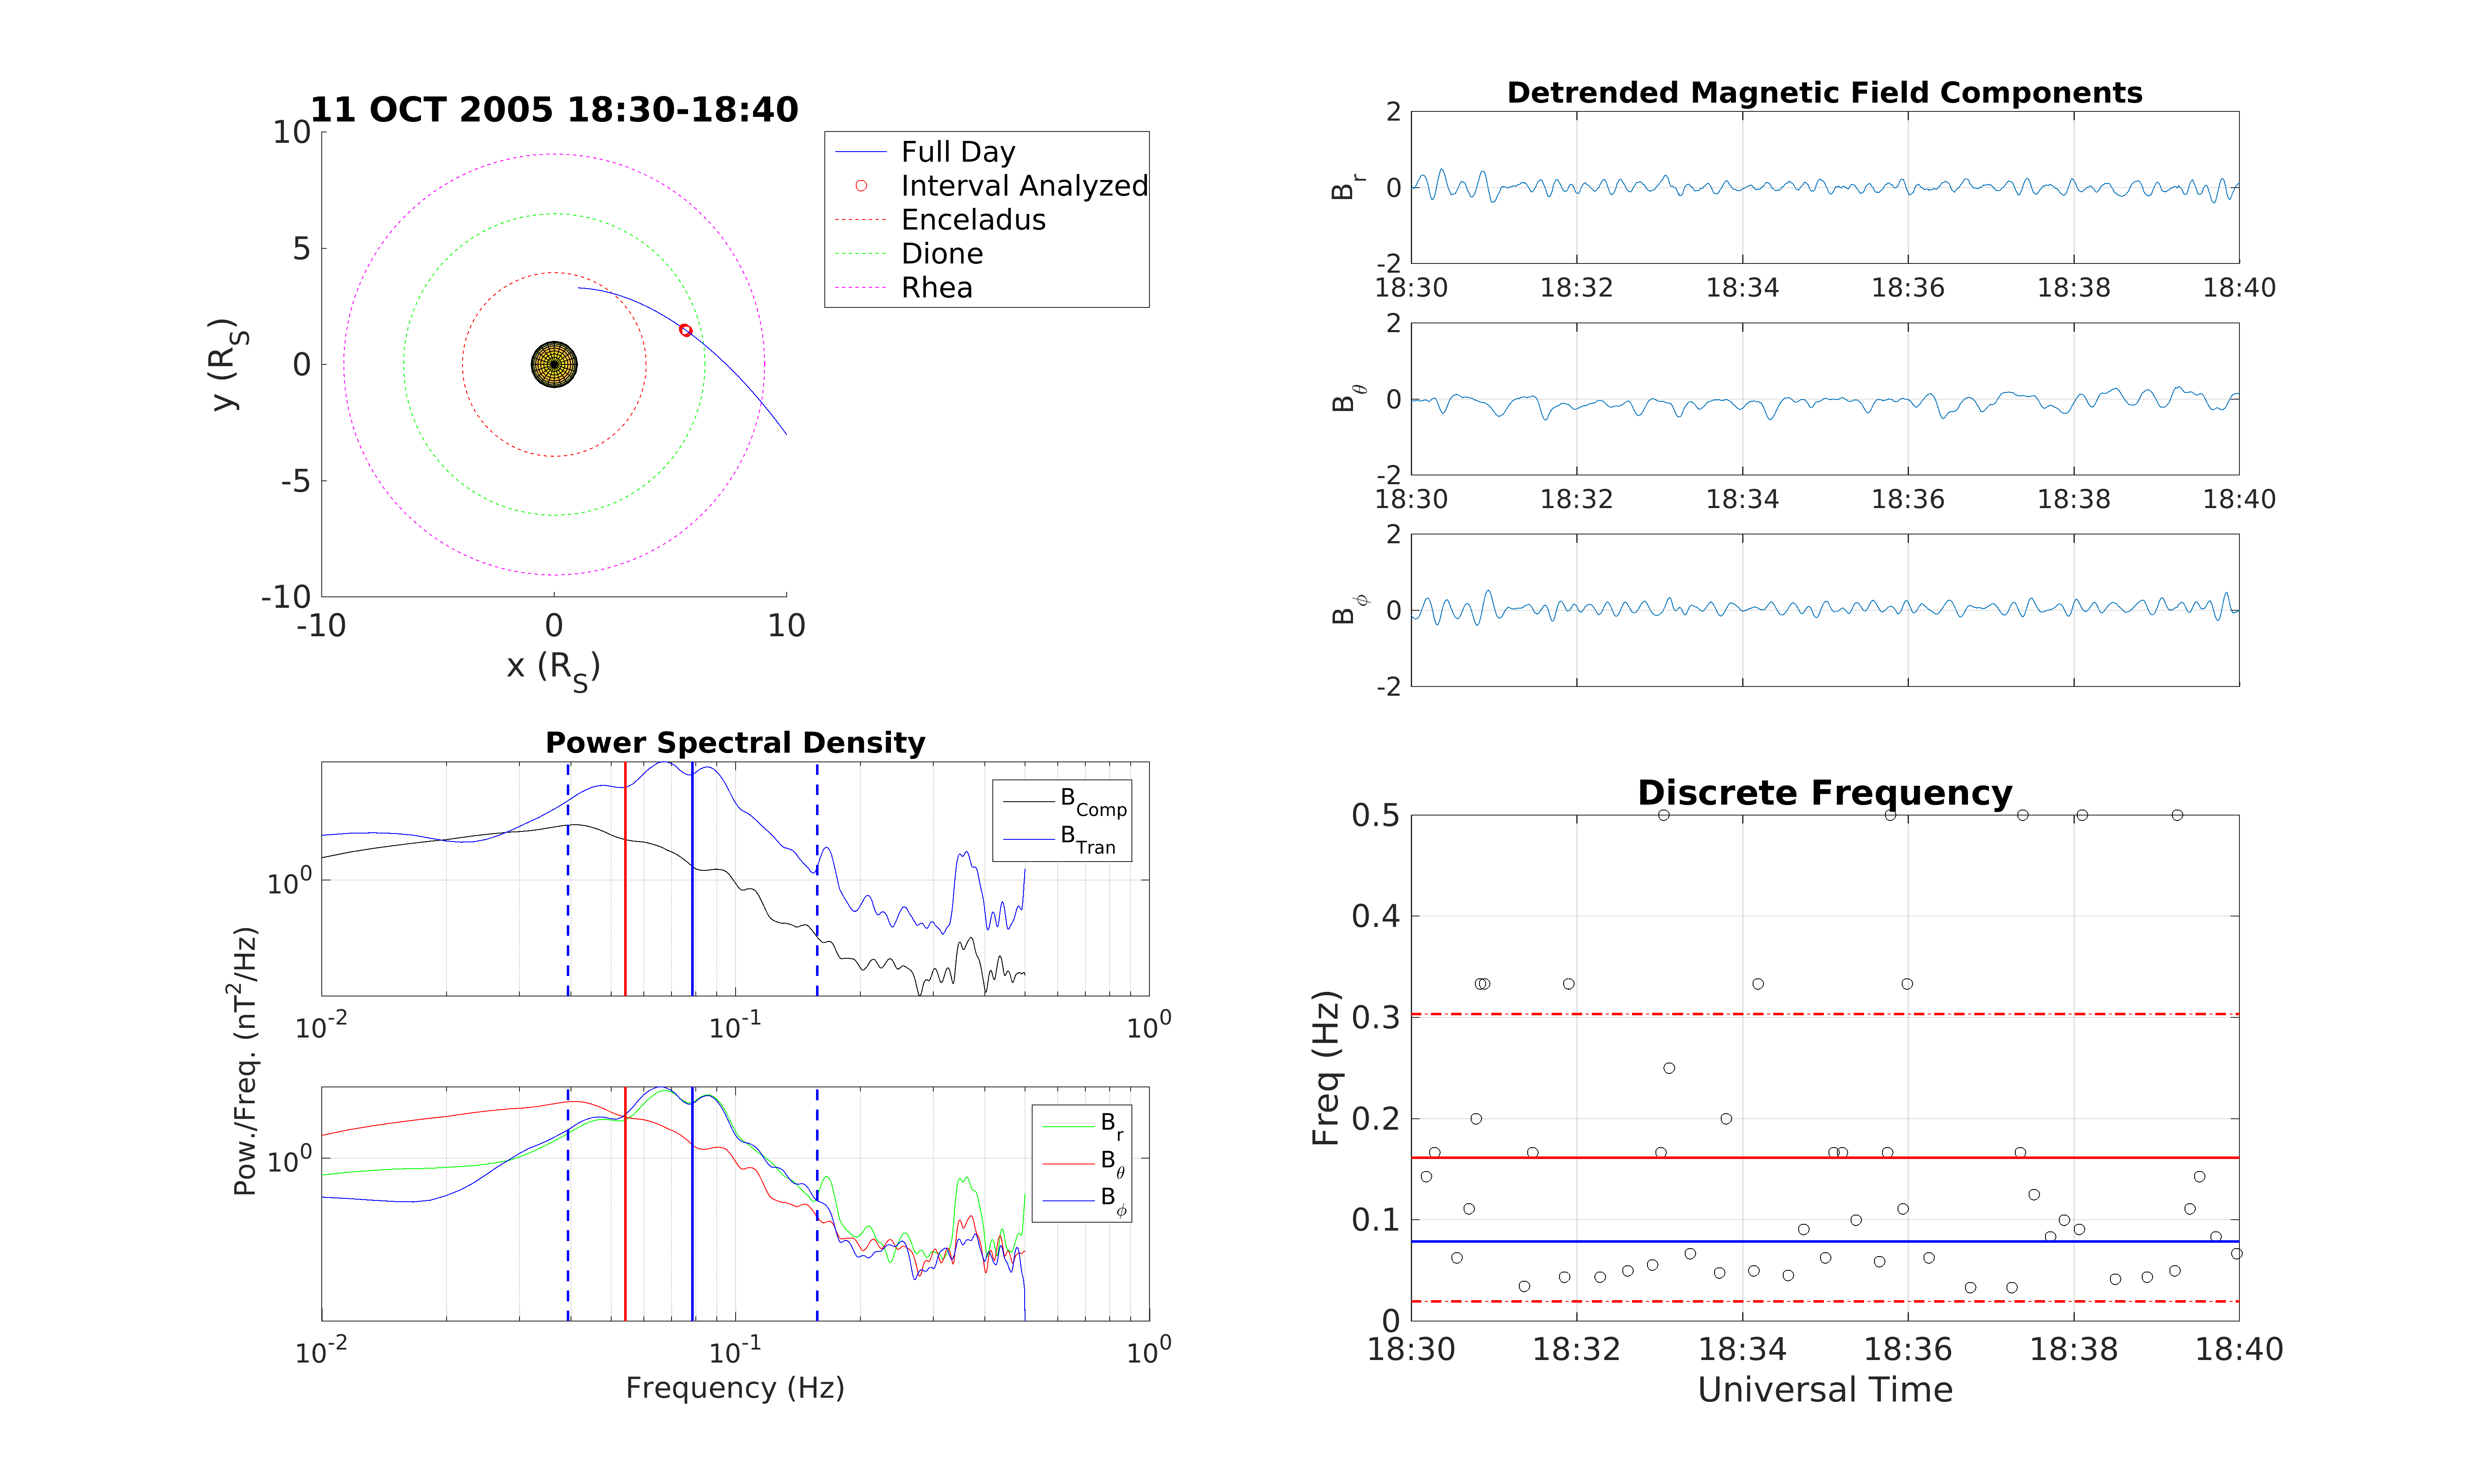 11 OCT 2005 18:30-18:40
10
5
0
-5
-10
-10
0
10
y (R_S)
x (R_S)
Full Day
Interval Analyzed
Enceladus
Dione
Rhea
Detrended Magnetic Field Components
2
0
-2
B_r
18:30
18:32
18:34
18:36
18:38
18:40
2
0
-2
B_θ
18:30
18:32
18:34
18:36
18:38
18:40
2
0
-2
B_ϕ
Power Spectral Density
B_Comp
B_Tran
10^0
10^-2
10^-1
10^0
Pow./Freq. (nT^2/Hz)
B_r
B_θ
B_ϕ
10^0
10^-2
10^-1
10^0
Frequency (Hz)
Discrete Frequency
0.5
0.4
0.3
0.2
0.1
0
Freq (Hz)
18:30
18:32
18:34
18:36
18:38
18:40
Universal Time